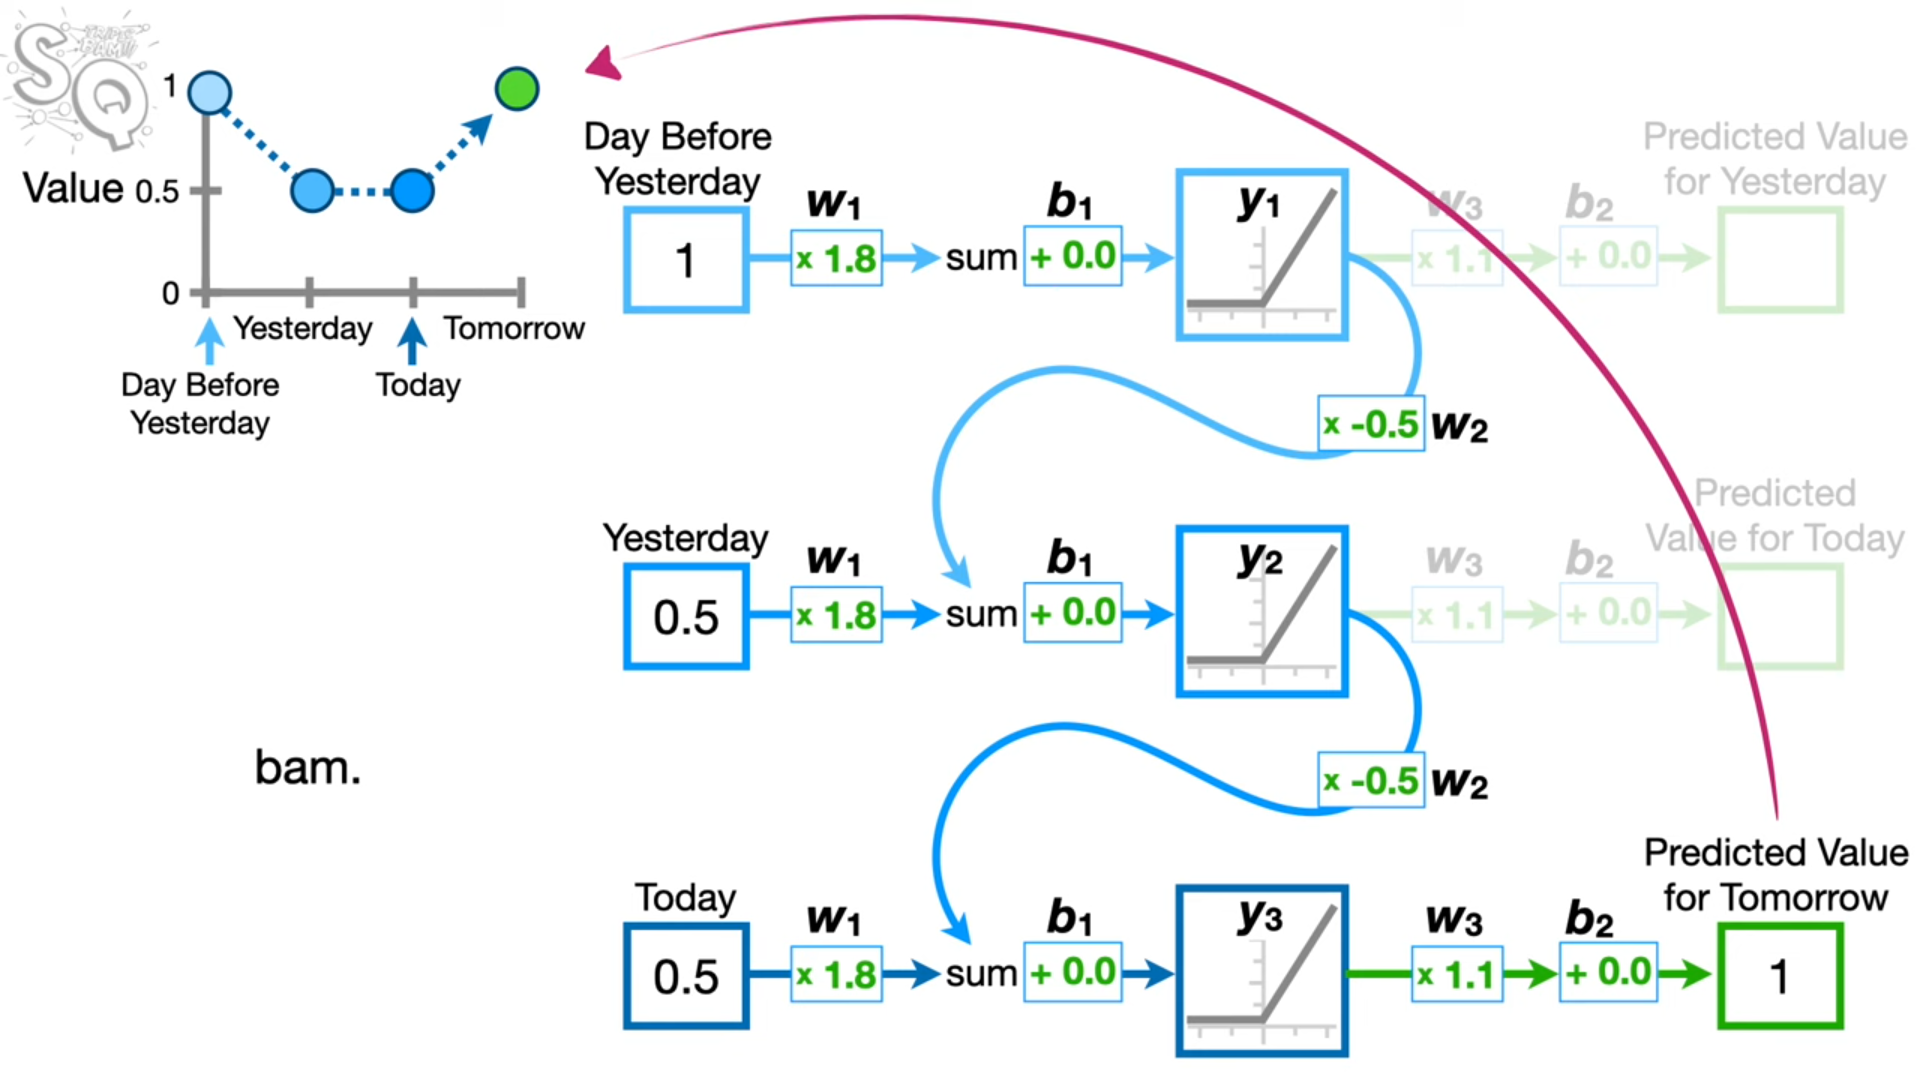 SQ
TRIPLE
BAM!!
1
Value 0.5
0
Yesterday
Tomorrow
Day Before
Yesterday
Today
bam.
Day Before
Yesterday
1
w1
x 1.8
sum
b1
+ 0.0
y1
w3
x 1.1
b2
+ 0.0
Predicted Value
for Yesterday
x -0.5 w2
Yesterday
0.5
w1
x 1.8
sum
b1
+ 0.0
y2
w3
x 1.1
b2
+ 0.0
Predicted
Value for Today
x -0.5 w2
Today
0.5
w1
x 1.8
sum
b1
+ 0.0
y3
w3
x 1.1
b2
+ 0.0
Predicted Value
for Tomorrow
1